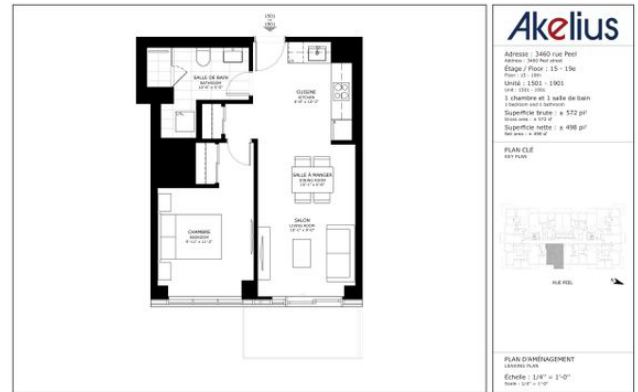 1501
à
1901
SALLE DE BAIN
BATHROOM
CUISINE
KITCHEN
SALLE À MANGER
DINING ROOM
SALON
LIVING ROOM
CHAMBRE
BEDROOM
Akelius
Adresse : 3460 rue Peel
Address : 3460 Peel street
Étage / Floor : 15 - 19e
Floor : 15 - 19th
Unité : 1501 - 1901
Unit : 1501 - 1901
1 chambre et 1 salle de bain
1 bedroom and 1 bathroom
Superficie brute : ± 572 pi²
Gross area : ± 572 sf
Superficie nette : ± 498 pi²
Net area : ± 498 sf
PLAN CLÉ
KEY PLAN
RUE PEEL
PLAN D'AMÉNAGEMENT
Échelle : 1/4" = 1'-0"
Scale : 1/4" = 1'-0"